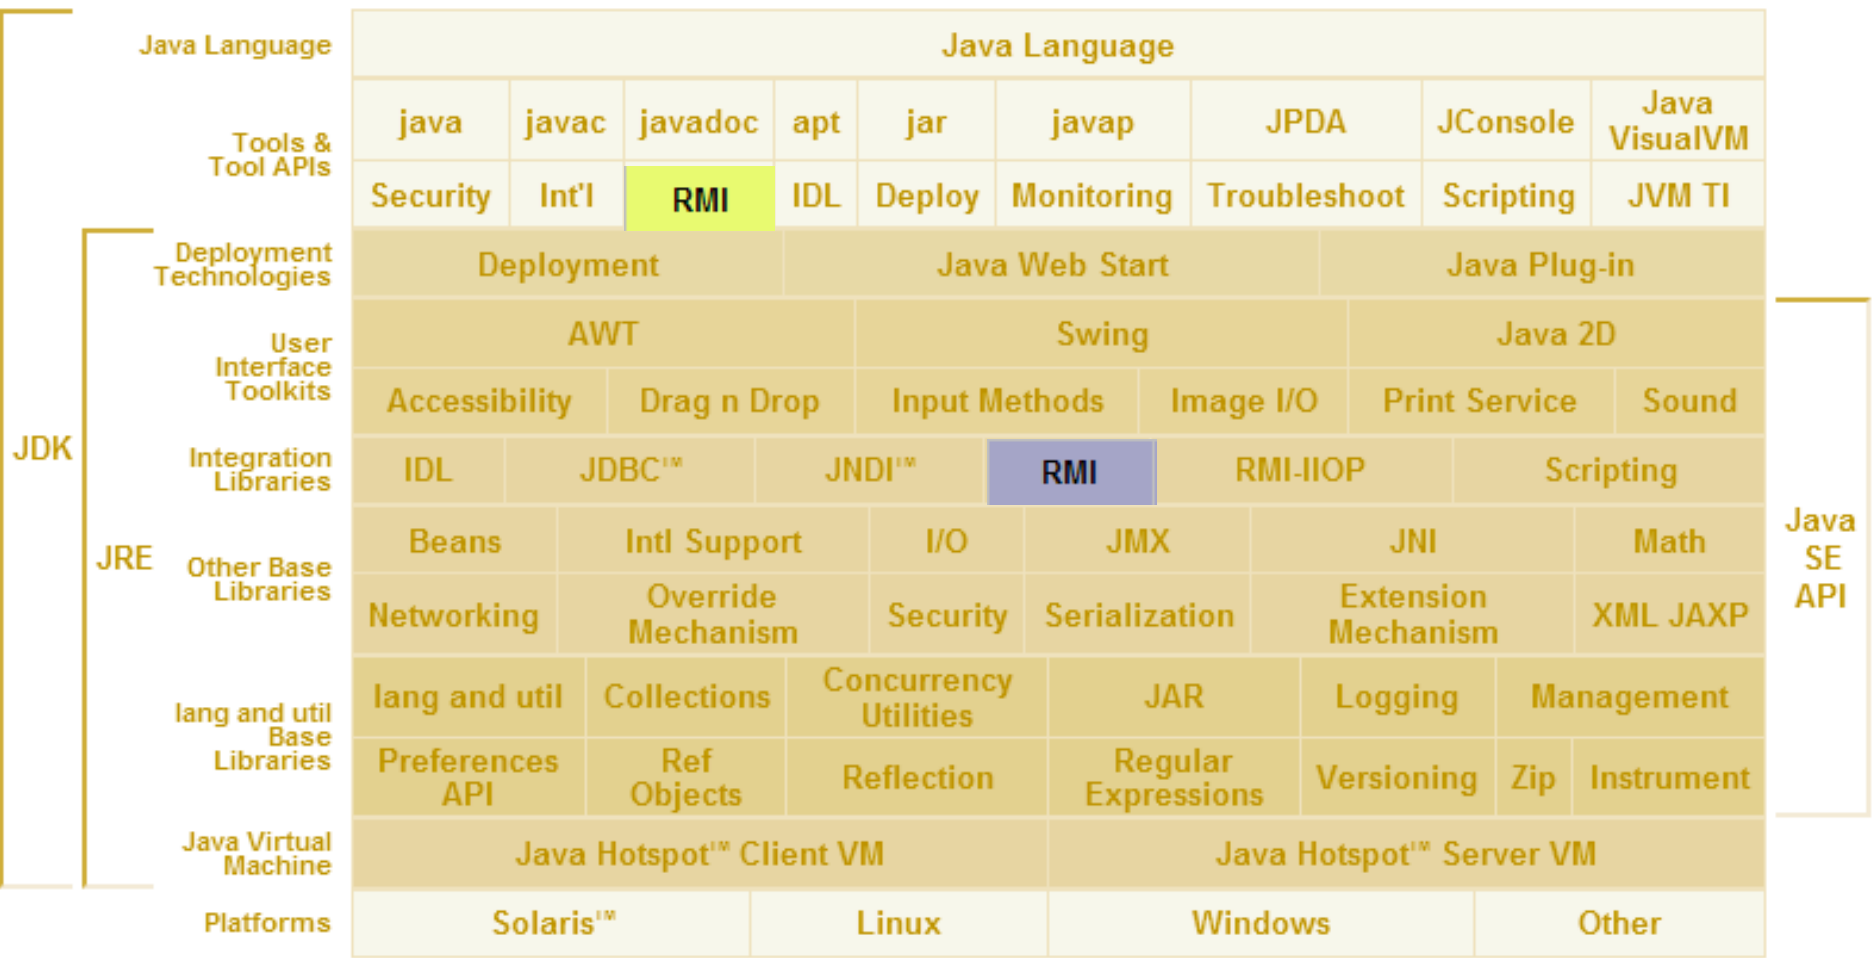 Java Language
Java Language
Tools &
Tool APIs
java javac javadoc apt jar javap JPDA JConsole Java
VisualVM
Security Int'l RMI IDL Deploy Monitoring Troubleshoot Scripting JVM TI
Deployment
Technologies
Deployment Java Web Start Java Plug-in
User
Interface
Toolkits
AWT Swing Java 2D
Accessibility Drag n Drop Input Methods Image I/O Print Service Sound
Integration
Libraries
IDL JDBC™ JNDI™ RMI RMI-IIOP Scripting
JDK
JRE
Other Base
Libraries
Beans Intl Support I/O JMX JNI Math
Networking Override
Mechanism Security Serialization Extension
Mechanism XML JAXP
Java
SE
API
lang and util
Base
Libraries
lang and util Collections Concurrency
Utilities JAR Logging Management
Preferences
API Ref
Objects Reflection Regular
Expressions Versioning Zip Instrument
Java Virtual
Machine
Java Hotspot™ Client VM Java Hotspot™ Server VM
Platforms
Solaris™ Linux Windows Other